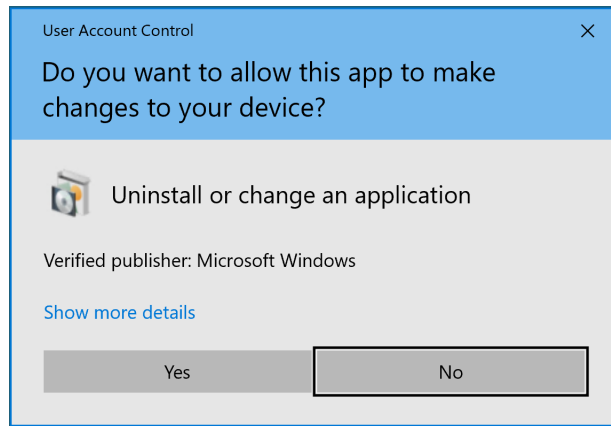 User Account Control
Do you want to allow this app to make
changes to your device?
Uninstall or change an application
Verified publisher: Microsoft Windows
Show more details
Yes
No